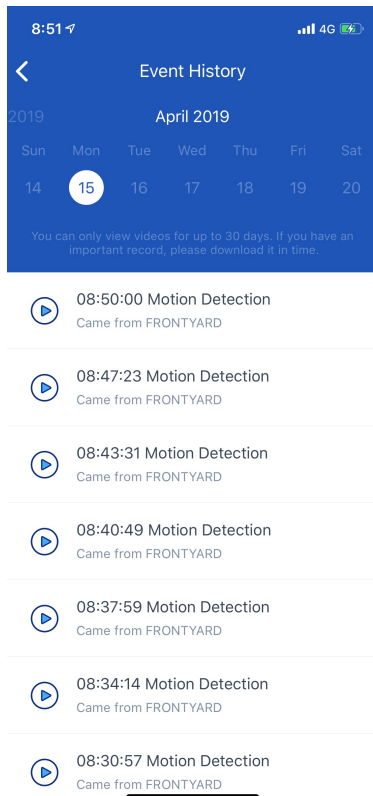 8:51
4G
Event History
2019
April 2019
Sun Mon Tue Wed Thu Fri Sat
14 15 16 17 18 19 20
You can only view videos for up to 30 days. If you have an
important record, please download it in time.
08:50:00 Motion Detection
Came from FRONTYARD
08:47:23 Motion Detection
Came from FRONTYARD
08:43:31 Motion Detection
Came from FRONTYARD
08:40:49 Motion Detection
Came from FRONTYARD
08:37:59 Motion Detection
Came from FRONTYARD
08:34:14 Motion Detection
Came from FRONTYARD
08:30:57 Motion Detection
Came from FRONTYARD